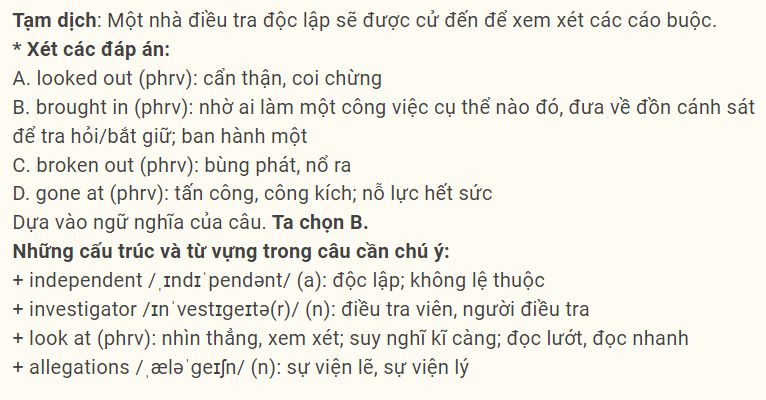 Tạm dịch: Một nhà điều tra độc lập sẽ được cử đến để xem xét các cáo buộc.
* Xét các đáp án:
A. looked out (phrv): cẩn thận, coi chừng
B. brought in (phrv): nhờ ai làm một công việc cụ thể nào đó, đưa về đồn cánh sát
để tra hỏi/bắt giữ; ban hành một
C. broken out (phrv): bùng phát, nổ ra
D. gone at (phrv): tấn công, công kích; nỗ lực hết sức
Dựa vào ngữ nghĩa của câu. Ta chọn B.
Những cấu trúc và từ vựng trong câu cần chú ý:
+ independent /ˌɪndɪˈpendənt/ (a): độc lập; không lệ thuộc
+ investigator /ɪnˈvestɪɡeɪtə(r)/ (n): điều tra viên, người điều tra
+ look at (phrv): nhìn thẳng, xem xét; suy nghĩ kĩ càng; đọc lướt, đọc nhanh
+ allegations /ˌæləˈɡeɪʃn/ (n): sự viện lẽ, sự viện lý